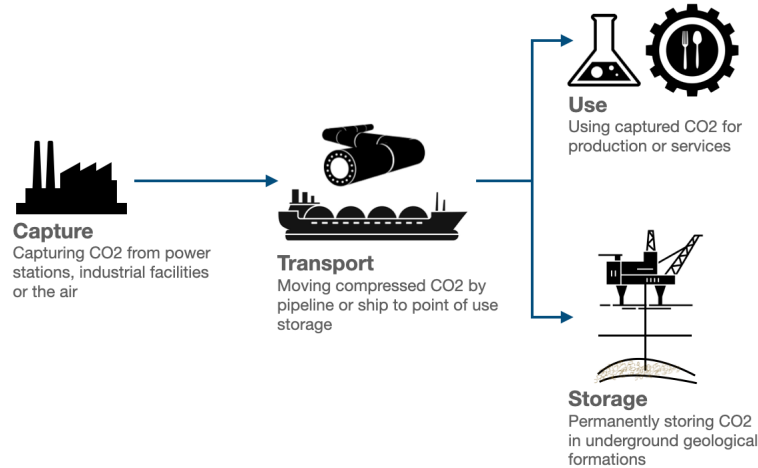 Capture
Capturing CO2 from power
stations, industrial facilities
or the air
Transport
Moving compressed CO2 by
pipeline or ship to point of use
storage
Use
Using captured CO2 for
production or services
Storage
Permanently storing CO2
in underground geological
formations